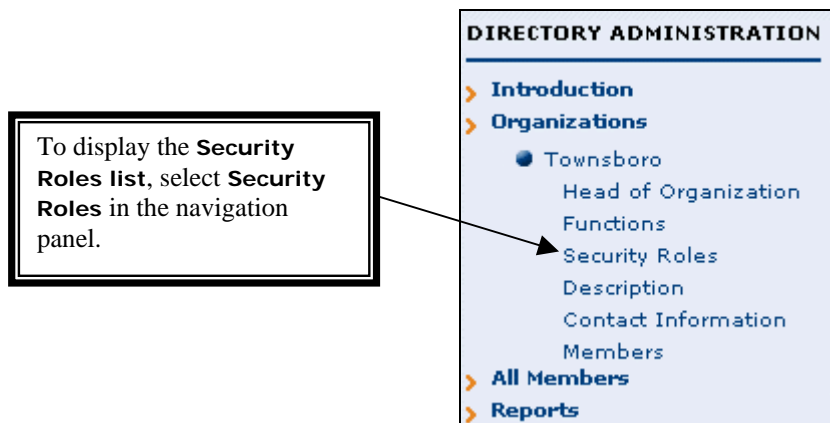 To display the Security
Roles list, select Security
Roles in the navigation
panel.
DIRECTORY ADMINISTRATION
Introduction
Organizations
Townsboro
Head of Organization
Functions
Security Roles
Description
Contact Information
Members
All Members
Reports